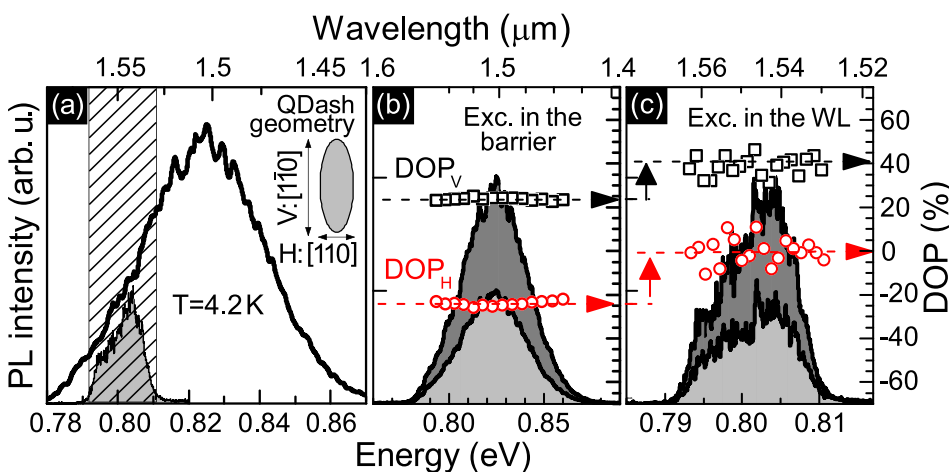 Wavelength (μm)
1.55 1.5 1.45 1.6 1.5 1.4 1.56 1.54 1.52
(a) QDash
geometry
V: [11̄0]
H: [110]
T=4.2 K
(b) Exc. in the
barrier
DOP_V
DOP_H
(c) Exc. in the WL
PL intensity (arb. u.)
60
40
20
0
-20
-40
-60
DOP (%)
0.78 0.80 0.82 0.84 0.86 0.80 0.85 0.79 0.80 0.81
Energy (eV)